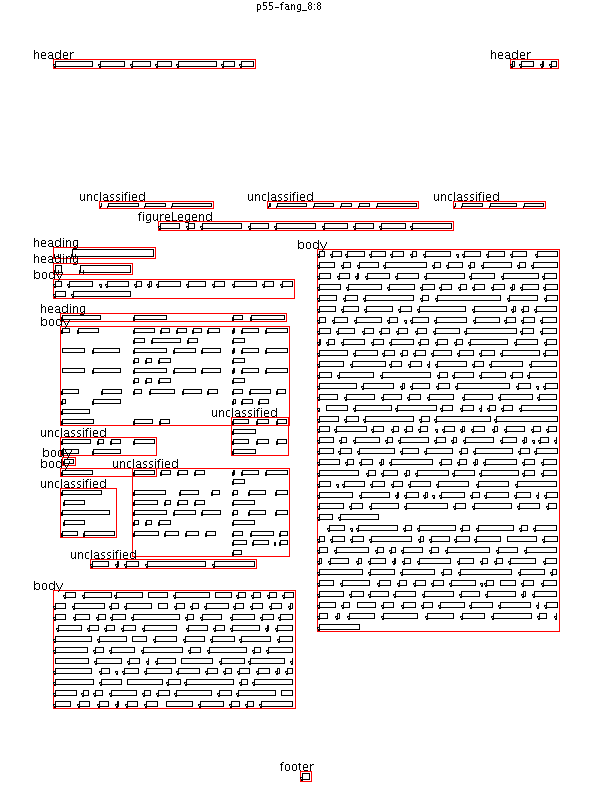 p55-fang_8:8
header
header
unclassified
unclassified
unclassified
figureLegend
heading
heading
body
body
heading
body
unclassified
unclassified
body
body
unclassified
unclassified
unclassified
body
footer